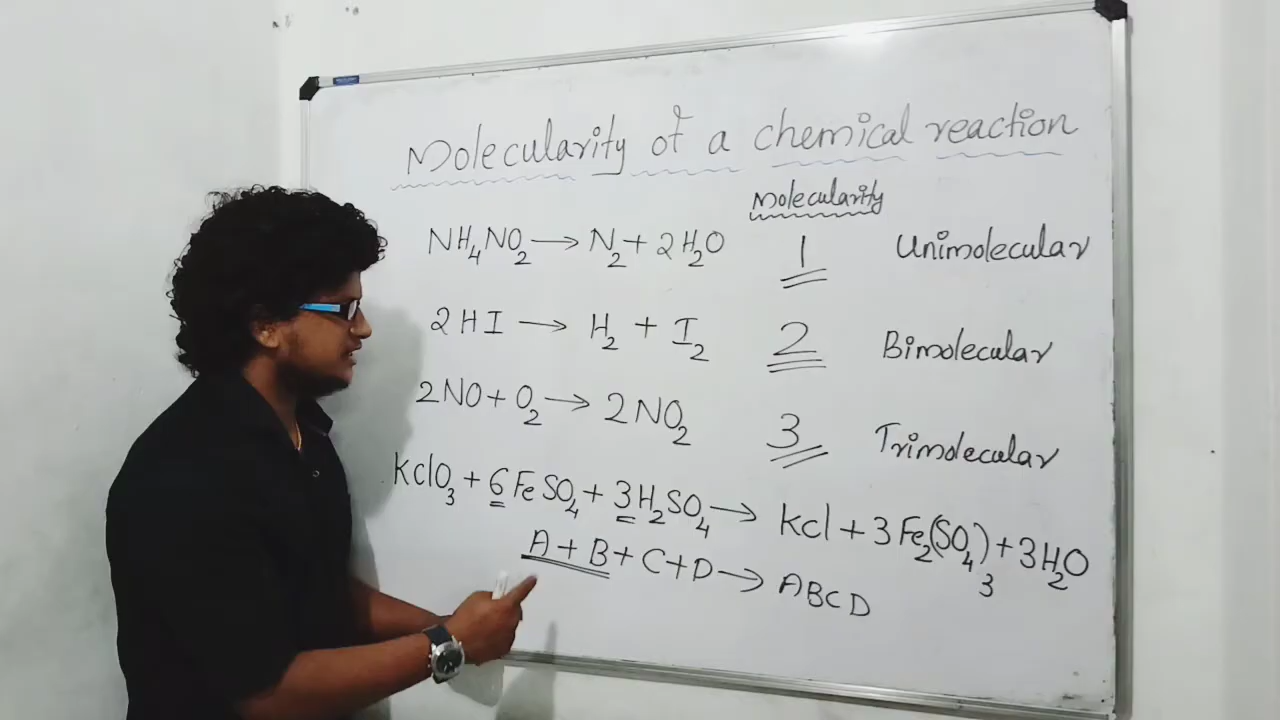 Molecularity of a chemical reaction
Molecularity
NH₄NO₂ → N₂ + 2H₂O 1 Unimolecular
2HI → H₂ + I₂ 2 Bimolecular
2NO + O₂ → 2NO₂ 3 Trimolecular
KclO₃ + 6FeSO₄ + 3H₂SO₄ → Kcl + 3Fe₂(SO₄)₃ + 3H₂O
A + B + C + D → ABCD